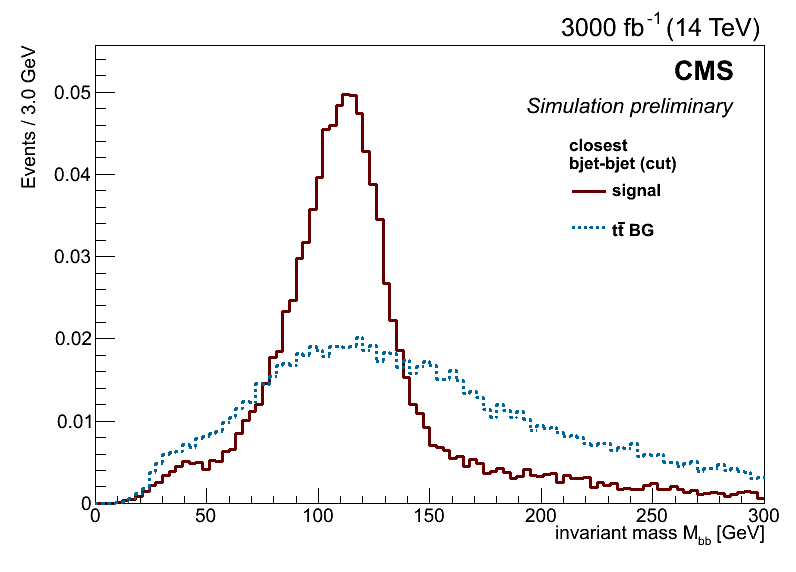 3000 fb⁻¹ (14 TeV)
CMS
Simulation preliminary
closest
bjet-bjet (cut)
signal
tt̄ BG
Events / 3.0 GeV
0.05
0.04
0.03
0.02
0.01
0
0 50 100 150 200 250 300
invariant mass M_bb [GeV]